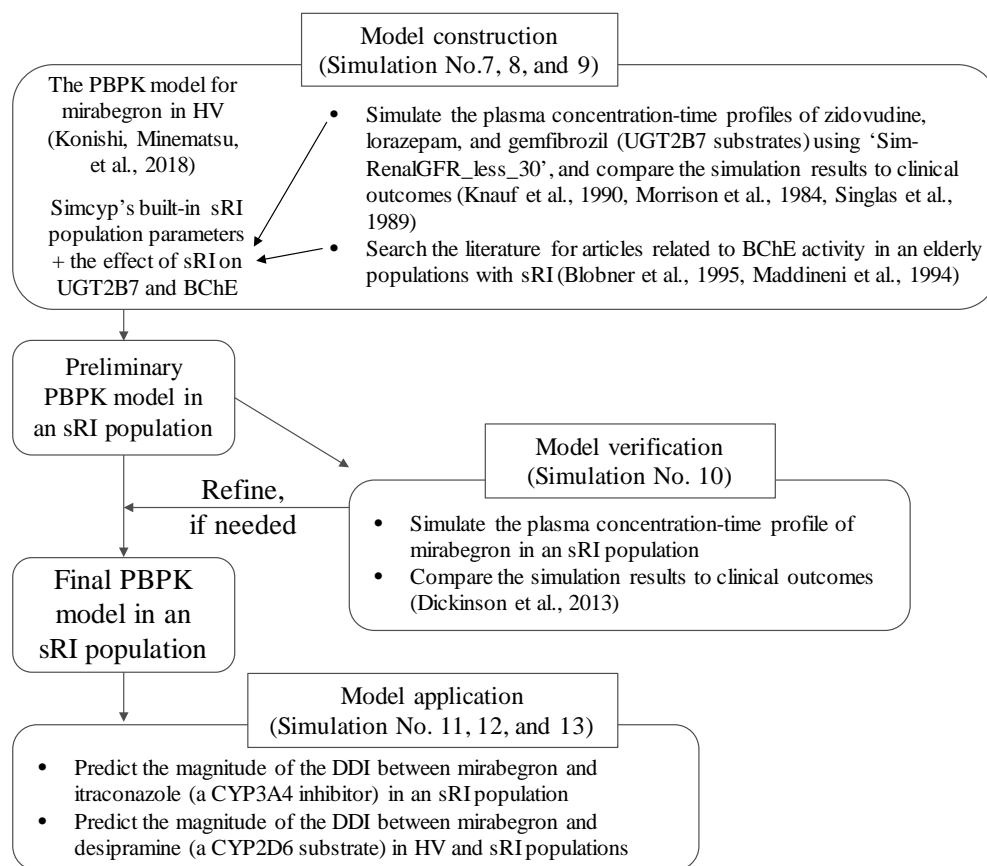 Model construction
(Simulation No.7, 8, and 9)
The PBPK model for
mirabegron in HV
(Konishi, Minematsu,
et al., 2018)
Simcyp's built-in sRI
population parameters
+ the effect of sRI on
UGT2B7 and BChE
• Simulate the plasma concentration-time profiles of zidovudine,
lorazepam, and gemfibrozil (UGT2B7 substrates) using ‘Sim-
RenalGFR_less_30’, and compare the simulation results to clinical
outcomes (Knauf et al., 1990, Morrison et al., 1984, Singlas et al.,
1989)
• Search the literature for articles related to BChE activity in an elderly
populations with sRI (Blobner et al., 1995, Maddineni et al., 1994)
Preliminary
PBPK model in
an sRI population
Model verification
(Simulation No. 10)
Refine,
if needed
• Simulate the plasma concentration-time profile of
mirabegron in an sRI population
• Compare the simulation results to clinical outcomes
(Dickinson et al., 2013)
Final PBPK
model in an
sRI population
Model application
(Simulation No. 11, 12, and 13)
• Predict the magnitude of the DDI between mirabegron and
itraconazole (a CYP3A4 inhibitor) in an sRI population
• Predict the magnitude of the DDI between mirabegron and
desipramine (a CYP2D6 substrate) in HV and sRI populations